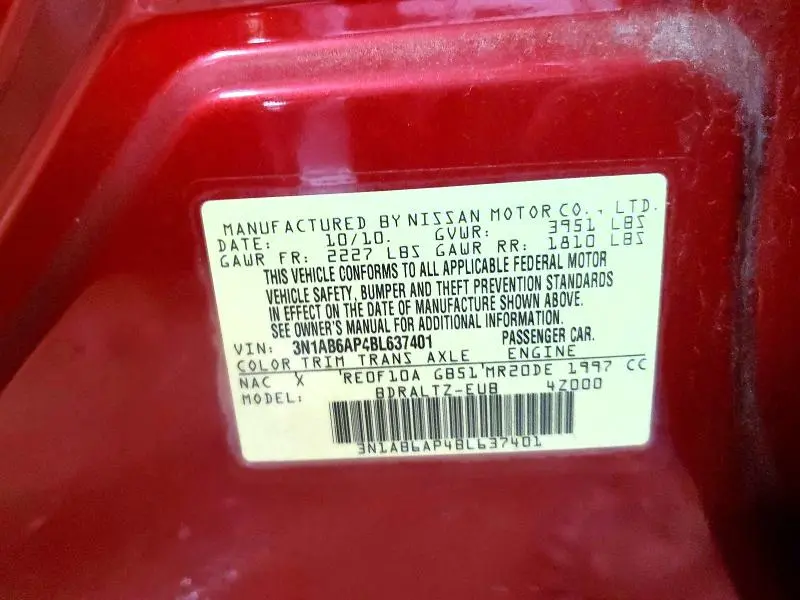 MANUFACTURED BY NISSAN MOTOR CO., LTD.
DATE: 10/10. GVWR: 3951 LBS
GAWR FR: 2227 LBS GAWR RR: 1810 LBS
THIS VEHICLE CONFORMS TO ALL APPLICABLE FEDERAL MOTOR
VEHICLE SAFETY, BUMPER AND THEFT PREVENTION STANDARDS
IN EFFECT ON THE DATE OF MANUFACTURE SHOWN ABOVE.
SEE OWNER'S MANUAL FOR ADDITIONAL INFORMATION.
VIN: 3N1AB6AP4BL637401 PASSENGER CAR.
COLOR TRIM TRANS AXLE ENGINE
NAC X RE0F10A GB51 MR20DE 1997 CC
MODEL: BDRALTZ-EUB 4Z000
3N1AB6AP4BL637401